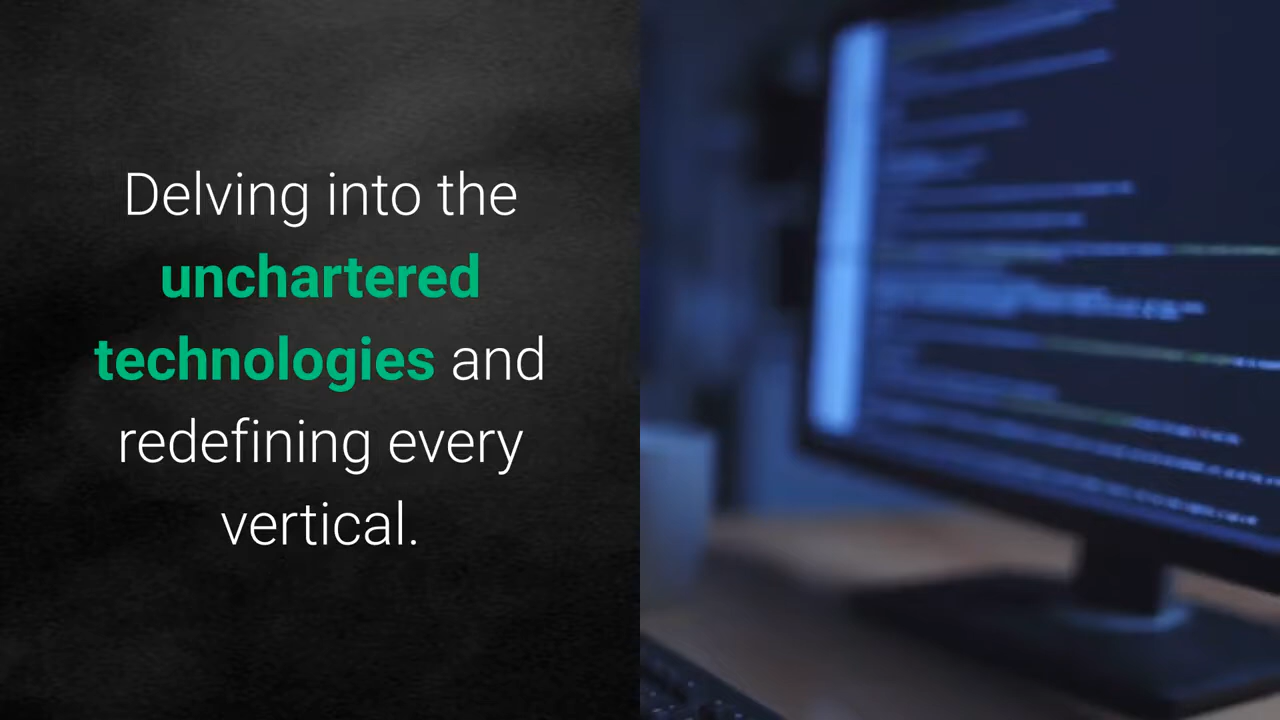 Delving into the
unchartered
technologies and
redefining every
vertical.